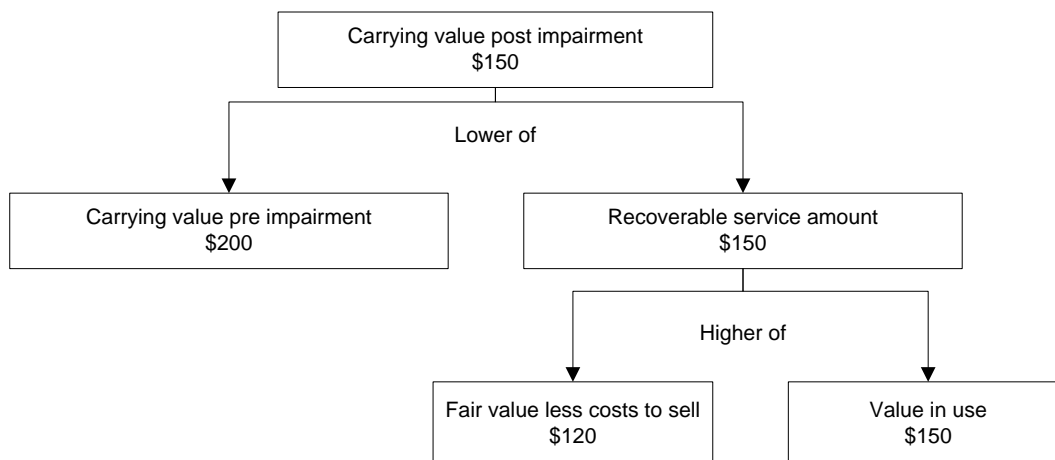 Carrying value post impairment
$150
Lower of
Carrying value pre impairment
$200
Recoverable service amount
$150
Higher of
Fair value less costs to sell
$120
Value in use
$150